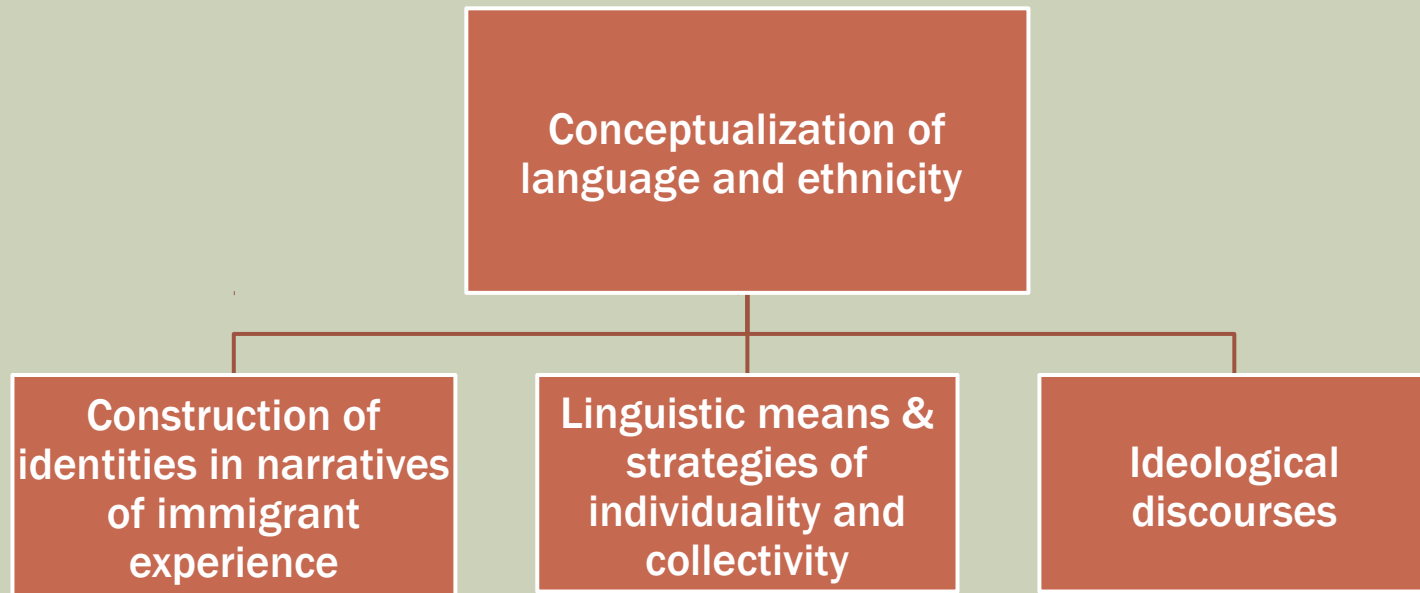 Conceptualization of
language and ethnicity
Construction of
identities in narratives
of immigrant
experience
Linguistic means &
strategies of
individuality and
collectivity
Ideological
discourses